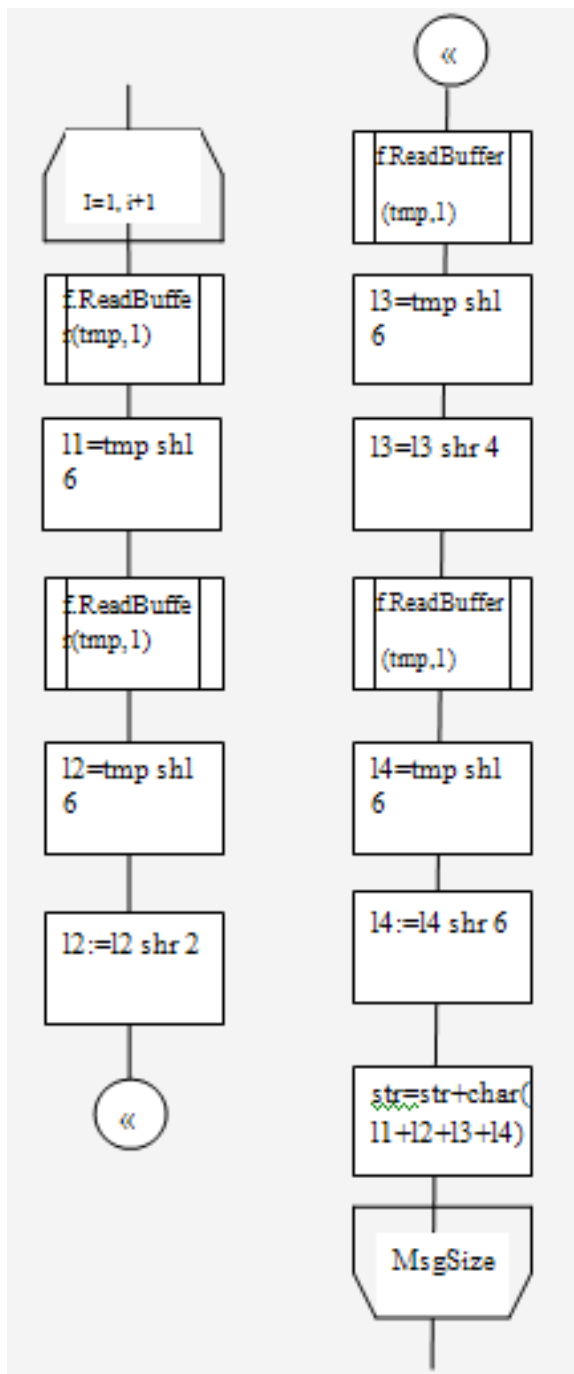 I=1, i+1
f.ReadBuffe
r(tmp,1)
l1=tmp shl
6
f.ReadBuffe
r(tmp,1)
l2=tmp shl
6
l2:=l2 shr 2
«
«
f.ReadBuffer
(tmp,1)
l3=tmp shl
6
l3=l3 shr 4
f.ReadBuffer
(tmp,1)
l4=tmp shl
6
l4:=l4 shr 6
str=str+char(
l1+l2+l3+l4)
MsgSize